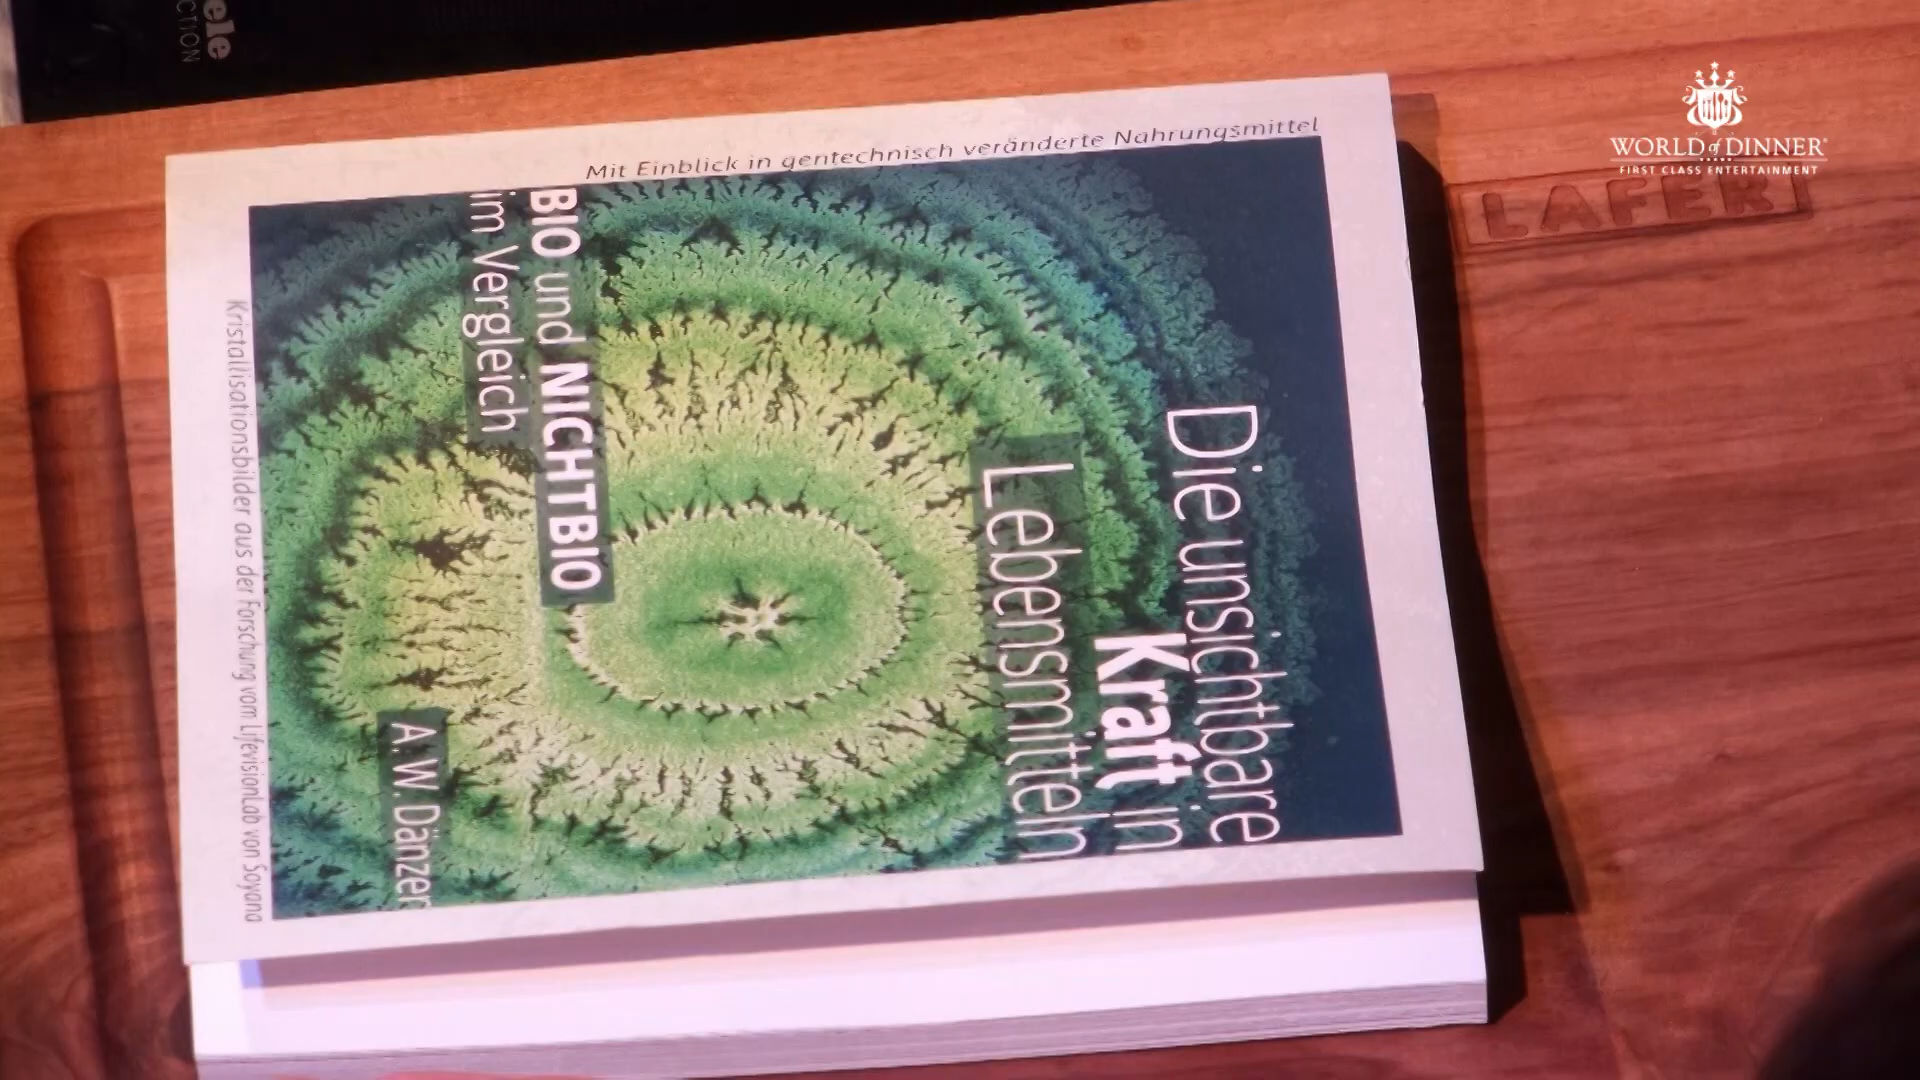 Mit Einblick in gentechnisch veränderte Nahrungsmittel
Die unsichtbare
Kraft in
Lebensmitteln
BIO und NICHTBIO
im Vergleich
A. W. Dänzer
Kristallisationsbilder aus der Forschung vom LifevisionLab von Soyana
WORLD of DINNER®
FIRST CLASS ENTERTAINMENT
LAFER